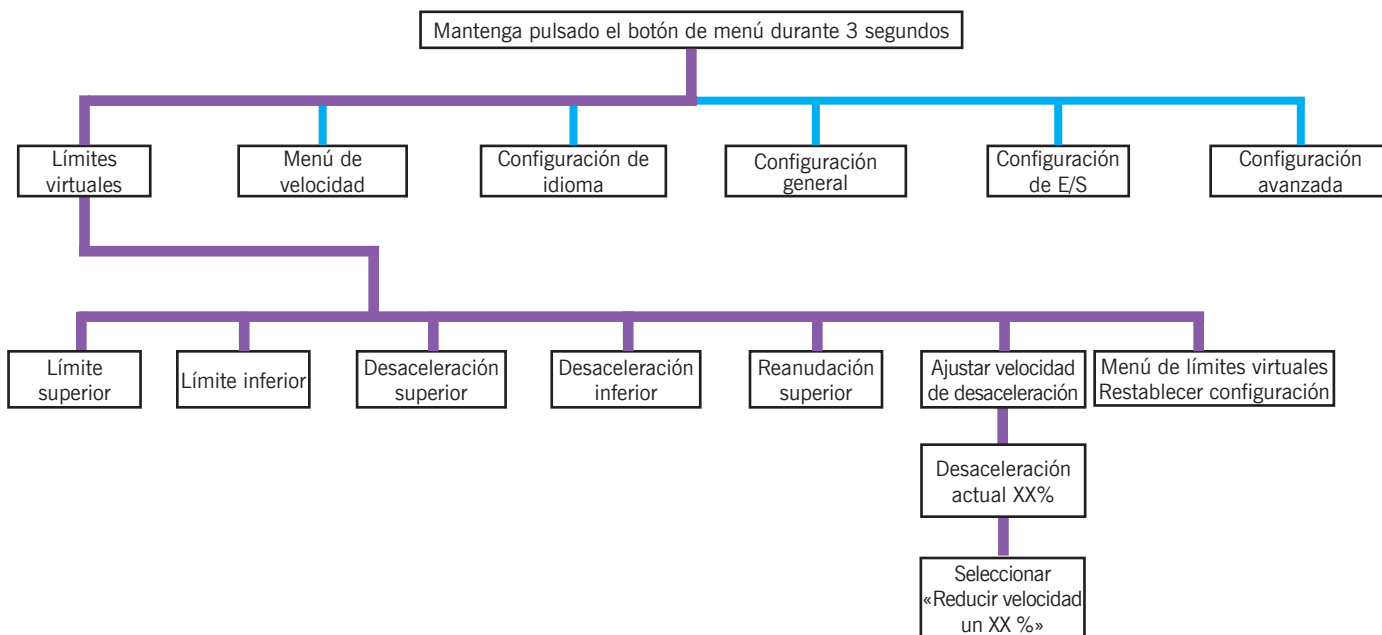 Mantenga pulsado el botón de menú durante 3 segundos
Límites
virtuales
Menú de
velocidad
Configuración de
idioma
Configuración
general
Configuración
de E/S
Configuración
avanzada
Límite
superior
Límite inferior
Desaceleración
superior
Desaceleración
inferior
Reanudación
superior
Ajustar velocidad
de desaceleración
Menú de límites virtuales
Restablecer configuración
Desaceleración
actual XX%
Seleccionar
«Reducir velocidad
un XX %»